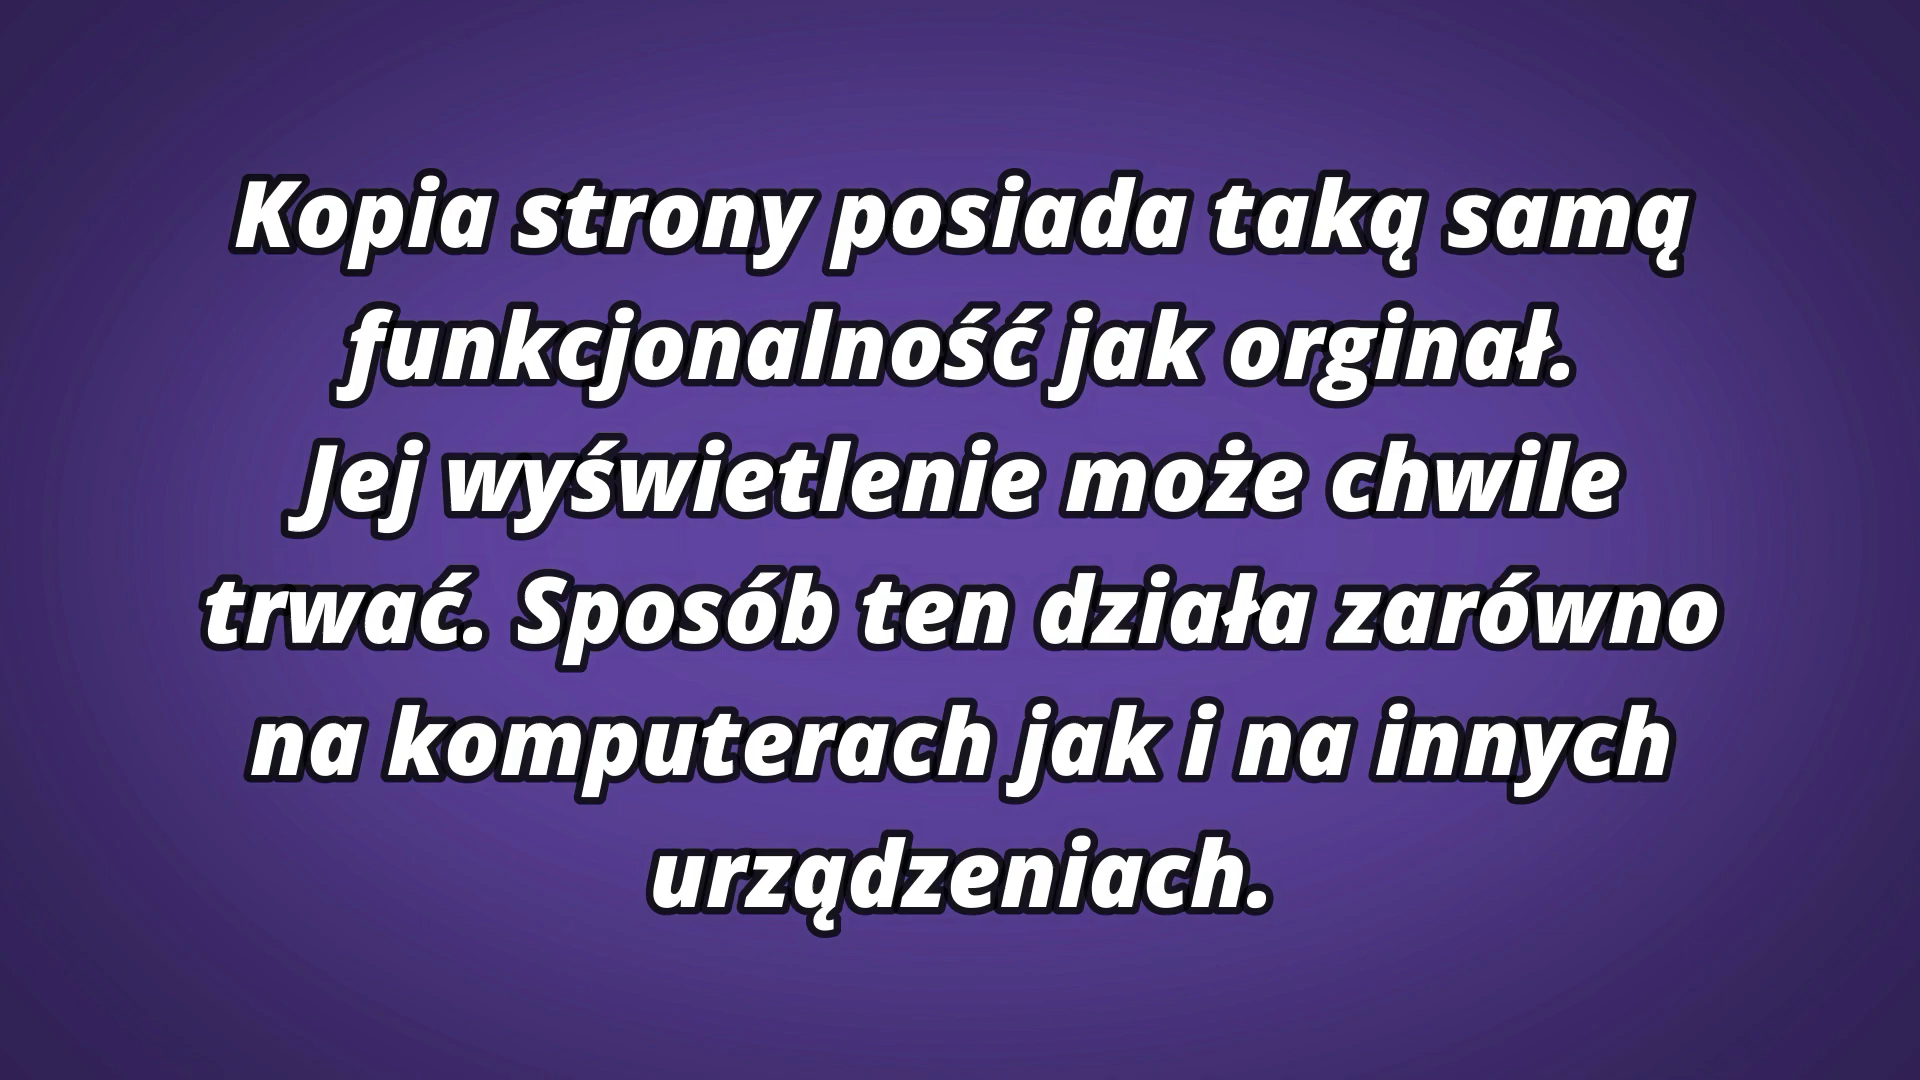 Kopia strony posiada taką samą
funkcjonalność jak orginał.
Jej wyświetlenie może chwile
trwać. Sposób ten działa zarówno
na komputerach jak i na innych
urządzeniach.